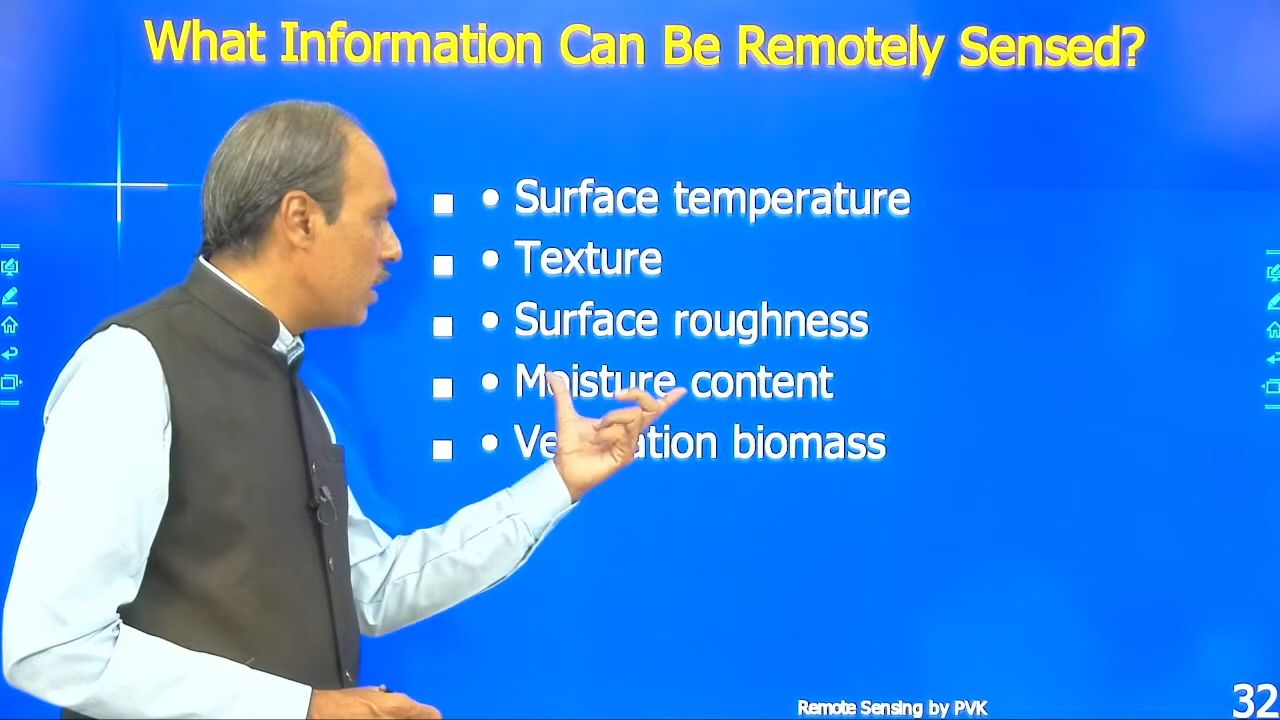 What Information Can Be Remotely Sensed?
• Surface temperature
• Texture
• Surface roughness
• Moisture content
• biomass
Remote Sensing by PVK
32